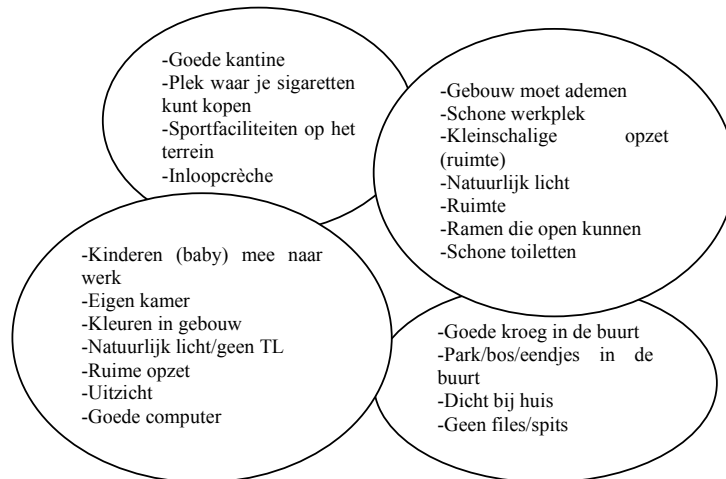 -Goede kantine
-Plek waar je sigaretten
kunt kopen
-Sportfaciliteiten op het
terrein
-Inloopcrèche
-Gebouw moet ademen
-Schone werkplek
-Kleinschalige opzet
(ruimte)
-Natuurlijk licht
-Ruimte
-Ramen die open kunnen
-Schone toiletten
-Kinderen (baby) mee naar
werk
-Eigen kamer
-Kleuren in gebouw
-Natuurlijk licht/geen TL
-Ruime opzet
-Uitzicht
-Goede computer
-Goede kroeg in de buurt
-Park/bos/eendjes in de
buurt
-Dicht bij huis
-Geen files/spits